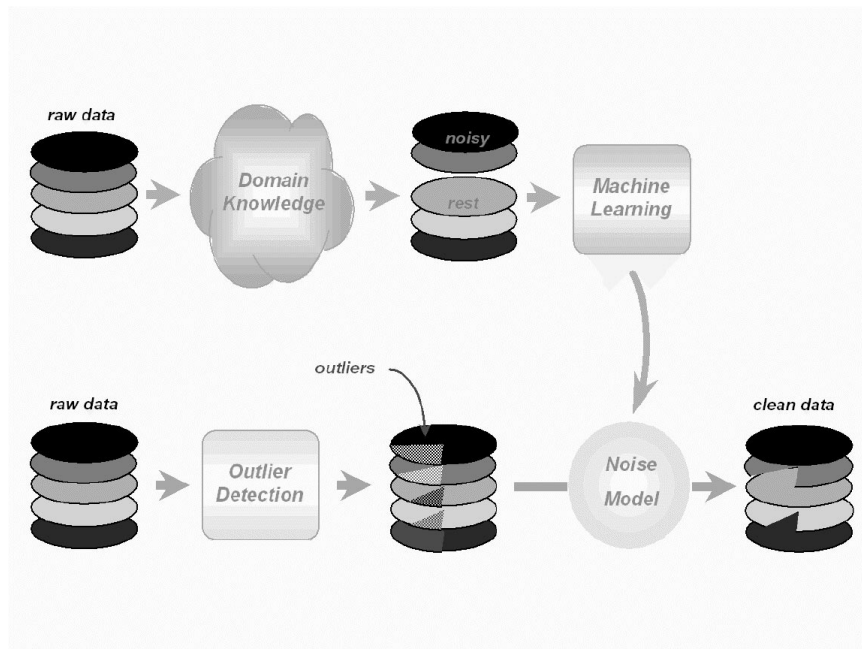 raw data
Domain
Knowledge
noisy
rest
Machine
Learning
outliers
raw data
Outlier
Detection
Noise
Model
clean data